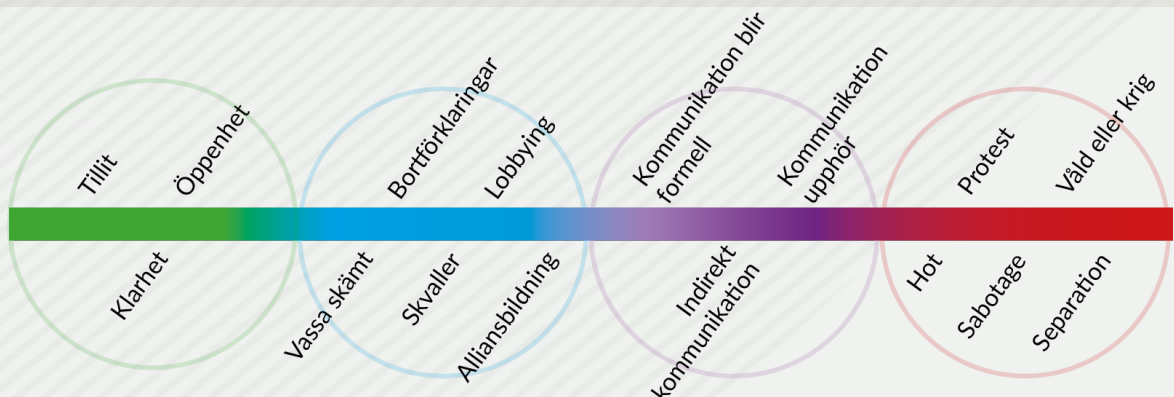 Tillit
Öppenhet
Klarhet
Vassa skämt
Bortförklaringar
Skvaller
Lobbying
Alliansbildning
Kommunikation blir
formell
Indirekt
kommunikation
Kommunikation
upphör
Hot
Protest
Sabotage
Våld eller krig
Separation